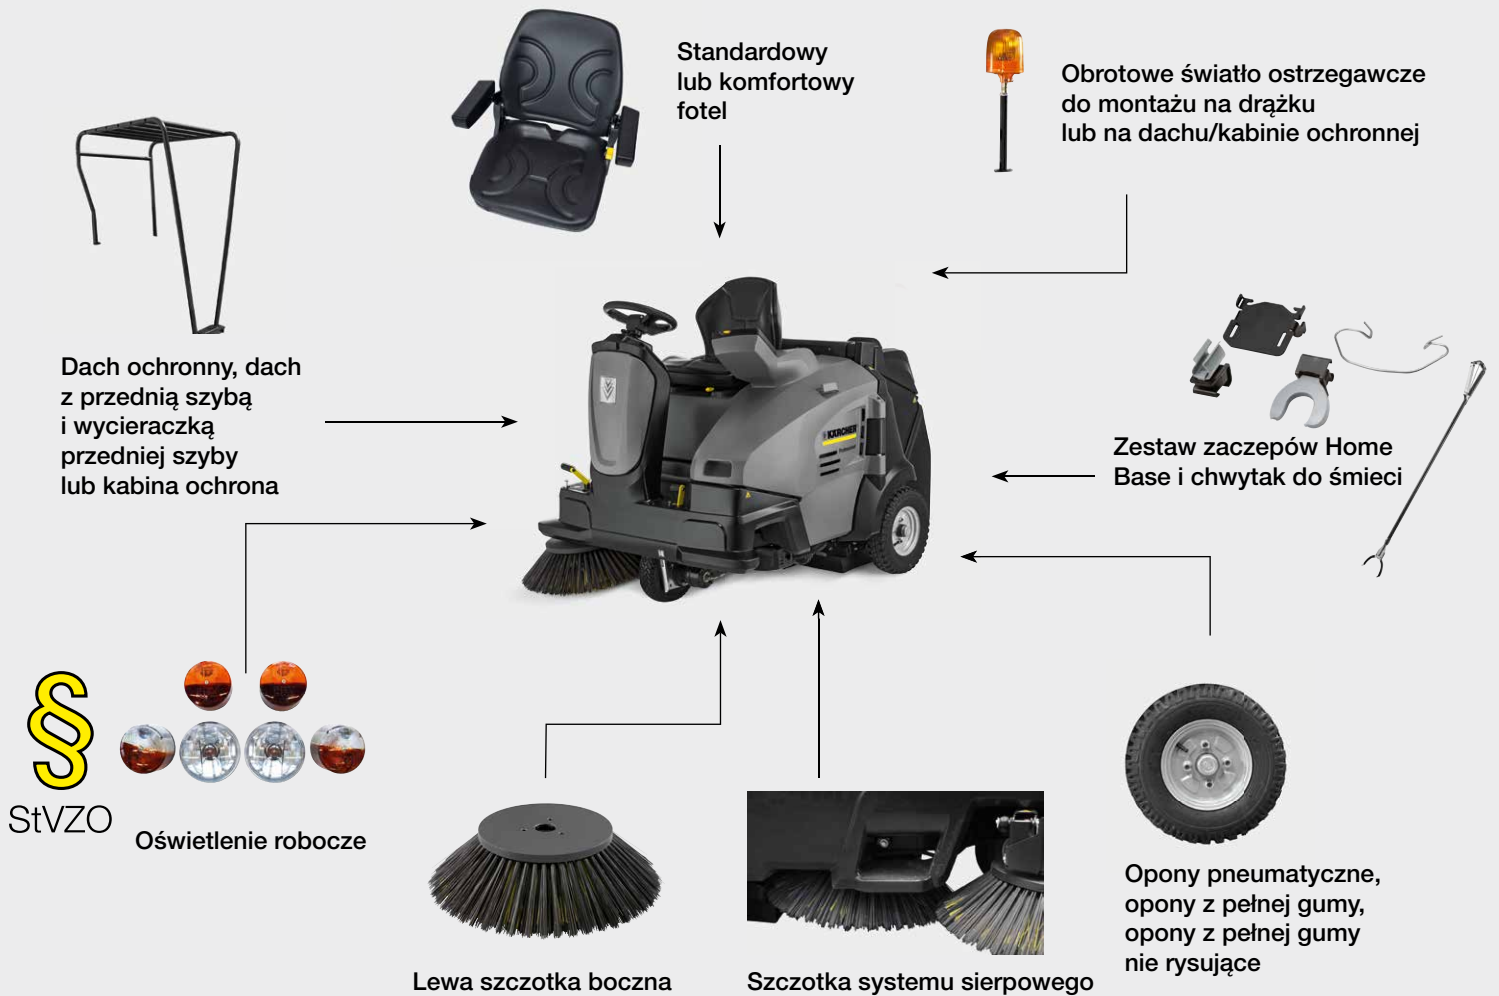 Standardowy
lub komfortowy
fotel
Obrotowe światło ostrzegawcze
do montażu na drążku
lub na dachu/kabinie ochronnej
Dach ochronny, dach
z przednią szybą
i wycieraczką
przedniej szyby
lub kabina ochrona
KÄRCHER
Zestaw zaczepów Home
Base i chwytak do śmieci
§
StVZO
Oświetlenie robocze
Lewa szczotka boczna
Szczotka systemu sierpowego
Opony pneumatyczne,
opony z pełnej gumy,
opony z pełnej gumy
nie rysujące